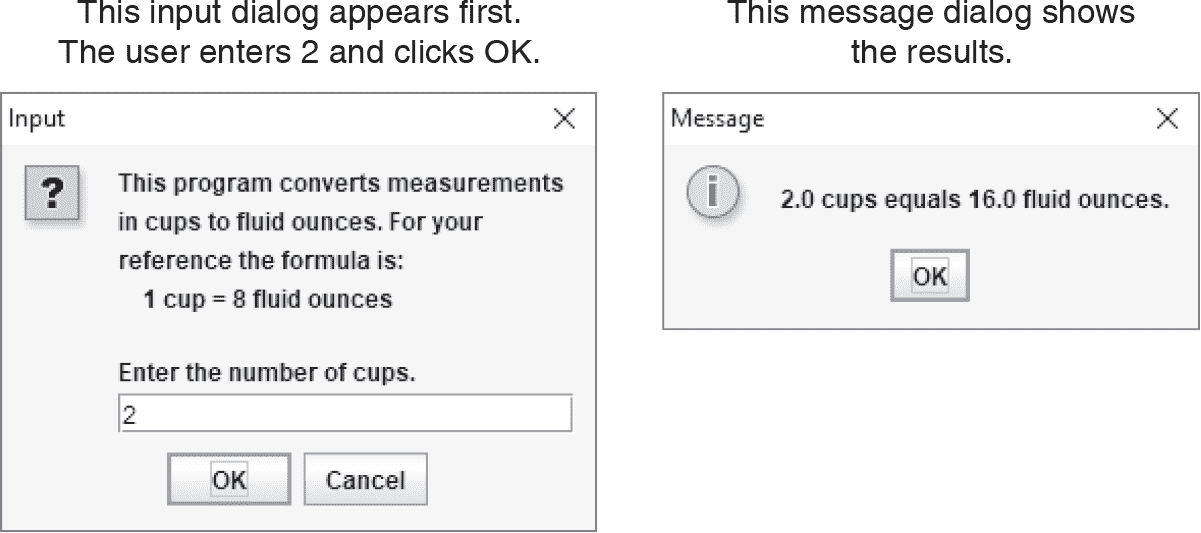 This input dialog appears first.
The user enters 2 and clicks OK.
Input
?
This program converts measurements
in cups to fluid ounces. For your
reference the formula is:
1 cup = 8 fluid ounces
Enter the number of cups.
2
OK
Cancel
This message dialog shows
the results.
Message
i
2.0 cups equals 16.0 fluid ounces.
OK